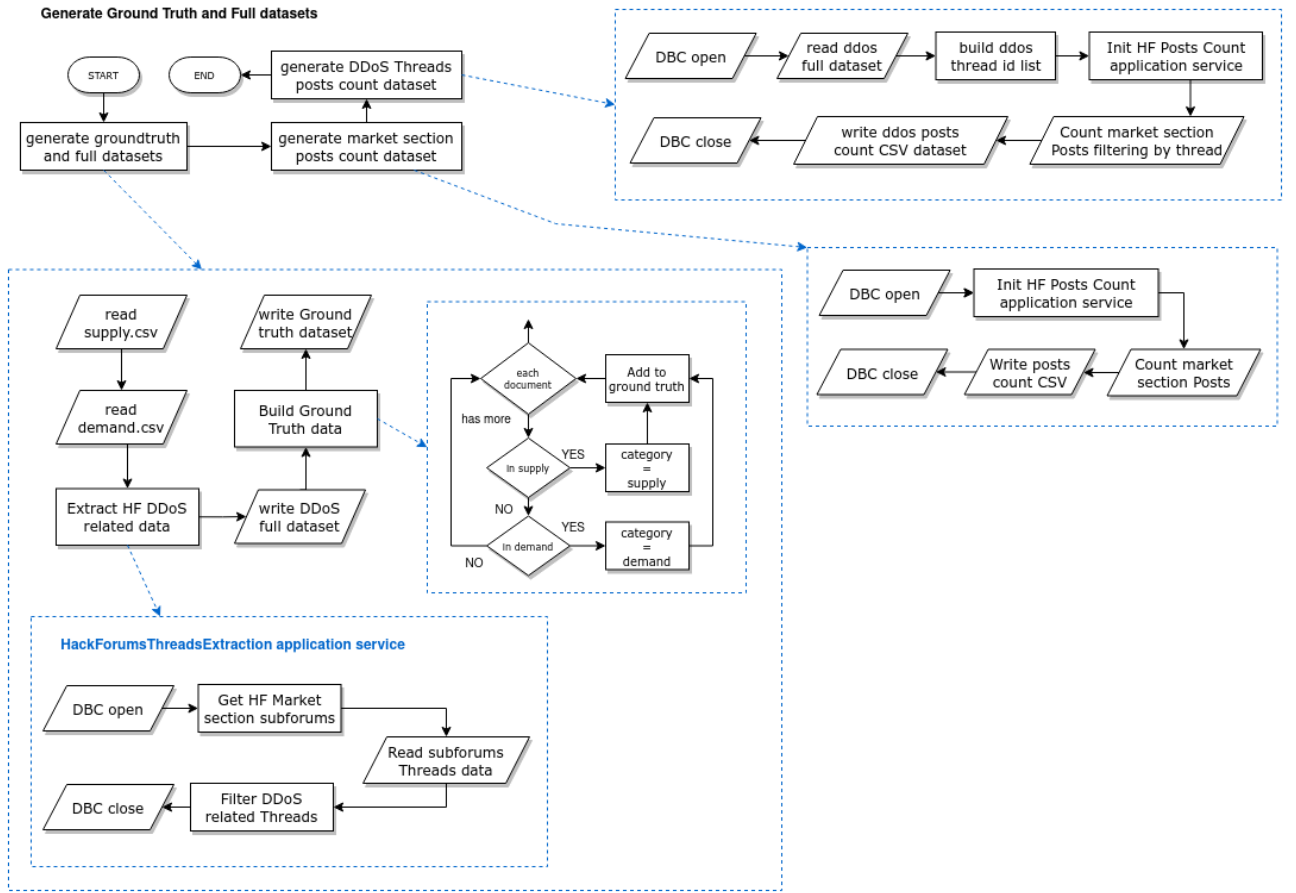 Generate Ground Truth and Full datasets
START
END
generate DDoS Threads
posts count dataset
generate groundtruth
and full datasets
generate market section
posts count dataset
DBC open
read ddos
full dataset
build ddos
thread id list
Init HF Posts Count
application service
DBC close
write ddos posts
count CSV dataset
Count market section
Posts filtering by thread
DBC open
Init HF Posts Count
application service
DBC close
Write posts
count CSV
Count market
section Posts
read
supply.csv
write Ground
truth dataset
read
demand.csv
Build Ground
Truth data
Extract HF DDoS
related data
write DDoS
full dataset
each
document
Add to
ground truth
has more
In supply
YES
category
=
supply
NO
In demand
YES
category
=
demand
NO
HackForumsThreadsExtraction application service
DBC open
Get HF Market
section subforums
Read subforums
Threads data
DBC close
Filter DDoS
related Threads